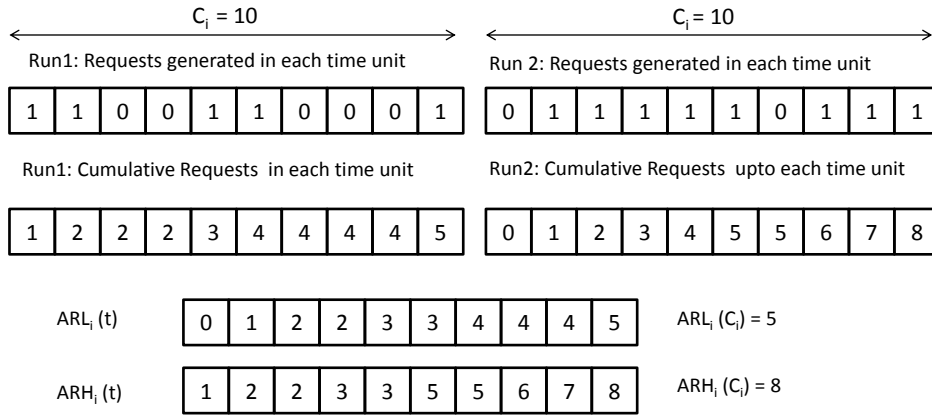 C_i = 10
C_i = 10
Run1: Requests generated in each time unit
Run 2: Requests generated in each time unit
1 1 0 0 1 1 0 0 0 1
0 1 1 1 1 1 0 1 1 1
Run1: Cumulative Requests in each time unit
Run2: Cumulative Requests upto each time unit
1 2 2 2 3 4 4 4 4 5
0 1 2 3 4 5 5 6 7 8
ARL_i (t)
0 1 2 2 3 3 4 4 4 5
ARL_i (C_i) = 5
ARH_i (t)
1 2 2 3 3 5 5 6 7 8
ARH_i (C_i) = 8